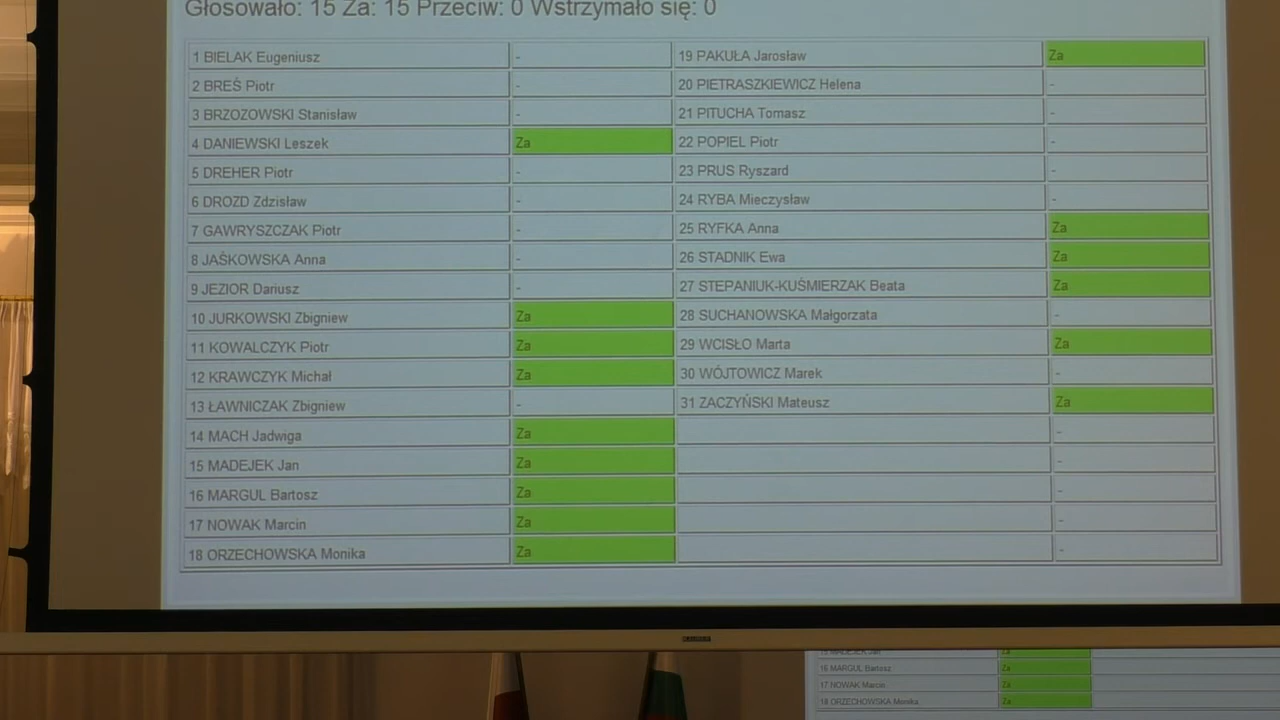 Głosowało: 15 Za: 15 Przeciw: 0 Wstrzymało się: 0
1 BIELAK Eugeniusz - 19 PAKUŁA Jarosław Za
2 BREŚ Piotr - 20 PIETRASZKIEWICZ Helena -
3 BRZOZOWSKI Stanisław - 21 PITUCHA Tomasz -
4 DANIEWSKI Leszek Za 22 POPIEL Piotr -
5 DREHER Piotr - 23 PRUS Ryszard -
6 DROZD Zdzisław - 24 RYBA Mieczysław -
7 GAWRYSZCZAK Piotr - 25 RYFKA Anna Za
8 JAŚKOWSKA Anna - 26 STADNIK Ewa Za
9 JEZIOR Dariusz - 27 STEPANIUK-KUŚMIERZAK Beata Za
10 JURKOWSKI Zbigniew Za 28 SUCHANOWSKA Małgorzata -
11 KOWALCZYK Piotr Za 29 WCISŁO Marta Za
12 KRAWCZYK Michał Za 30 WÓJTOWICZ Marek -
13 ŁAWNICZAK Zbigniew - 31 ZACZYŃSKI Mateusz Za
14 MACH Jadwiga Za -
15 MADEJEK Jan Za -
16 MARGUL Bartosz Za -
17 NOWAK Marcin Za -
18 ORZECHOWSKA Monika Za -
15 MADEJEK Jan Za
16 MARGUL Bartosz Za
17 NOWAK Marcin Za
18 ORZECHOWSKA Monika Za